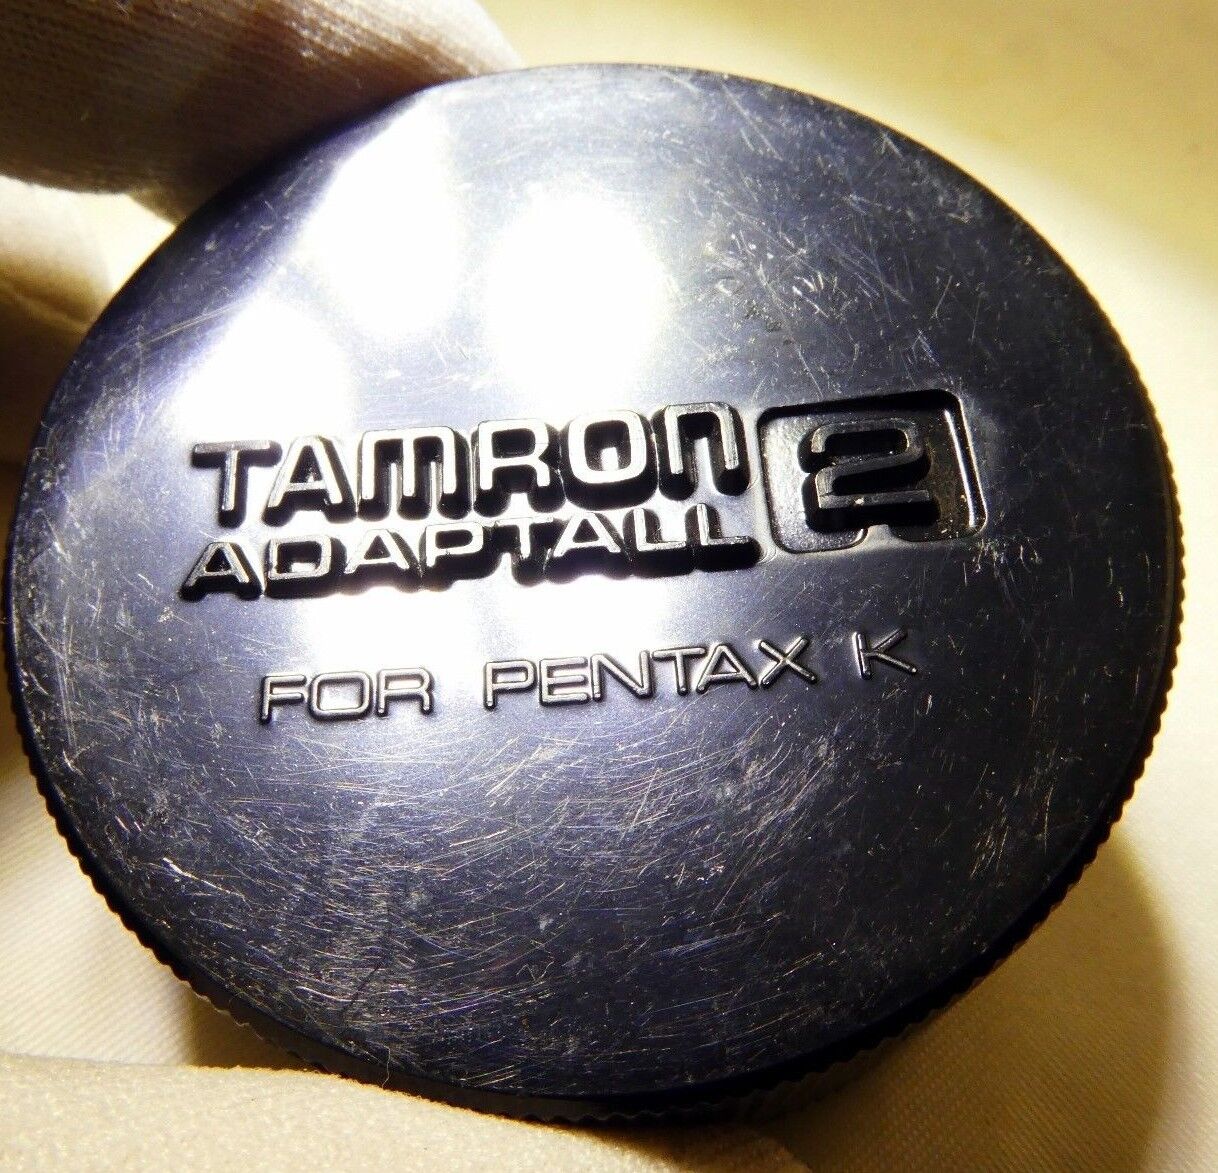 TAMRON 2
ADAPTALL
FOR PENTAX K